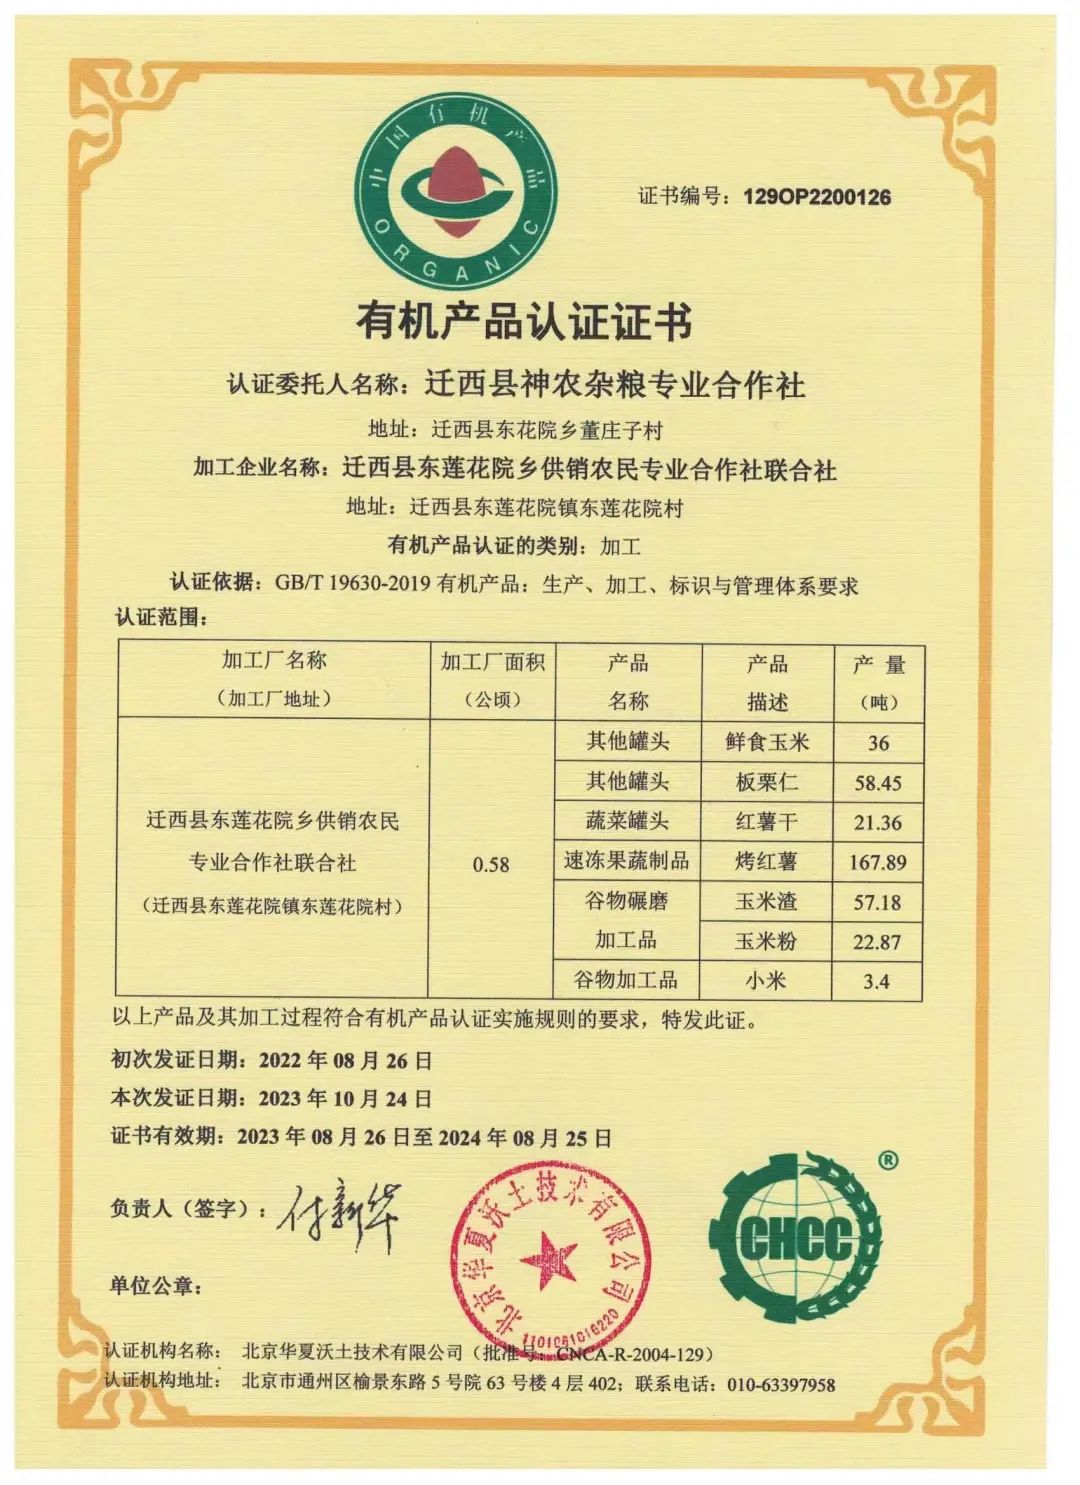 中国有机产品
ORGANIC
证书编号：129OP2200126
有机产品认证证书
认证委托人名称：迁西县神农杂粮专业合作社
地址：迁西县东花院乡董庄子村
加工企业名称：迁西县东莲花院乡供销农民专业合作社联合社
地址：迁西县东莲花院镇东莲花院村
有机产品认证的类别：加工
认证依据：GB/T 19630-2019 有机产品：生产、加工、标识与管理体系要求
认证范围：
加工厂名称 加工厂面积 产品 产品 产 量
（加工厂地址） （公顷） 名称 描述 （吨）
其他罐头 鲜食玉米 36
其他罐头 板栗仁 58.45
迁西县东莲花院乡供销农民 蔬菜罐头 红薯干 21.36
专业合作社联合社 0.58 速冻果蔬制品 烤红薯 167.89
（迁西县东莲花院镇东莲花院村） 谷物碾磨 玉米渣 57.18
加工品 玉米粉 22.87
谷物加工品 小米 3.4
以上产品及其加工过程符合有机产品认证实施规则的要求，特发此证。
初次发证日期：2022 年 08 月 26 日
本次发证日期：2023 年 10 月 24 日
证书有效期：2023 年 08 月 26 日至 2024 年 08 月 25 日
负责人（签字）：付新华
北京华夏沃土技术有限公司
1101061016220
CHCC
®
单位公章：
认证机构名称： 北京华夏沃土技术有限公司（批准号：CNCA-R-2004-129）
认证机构地址： 北京市通州区榆景东路 5 号院 63 号楼 4 层 402；联系电话：010-63397958